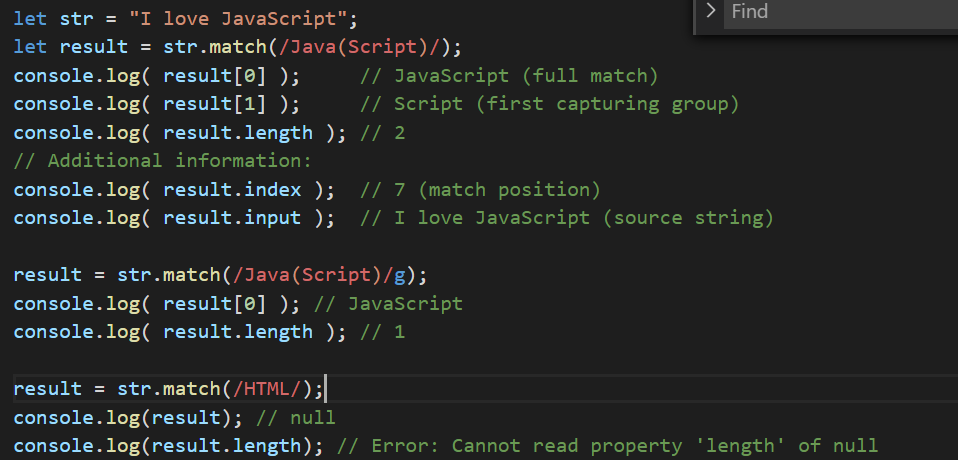 Find
let str = "I love JavaScript";
let result = str.match(/Java(Script)/);
console.log( result[0] );     // JavaScript (full match)
console.log( result[1] );     // Script (first capturing group)
console.log( result.length ); // 2
// Additional information:
console.log( result.index );  // 7 (match position)
console.log( result.input );  // I love JavaScript (source string)
result = str.match(/Java(Script)/g);
console.log( result[0] ); // JavaScript
console.log( result.length ); // 1
result = str.match(/HTML/);
console.log(result); // null
console.log(result.length); // Error: Cannot read property 'length' of null